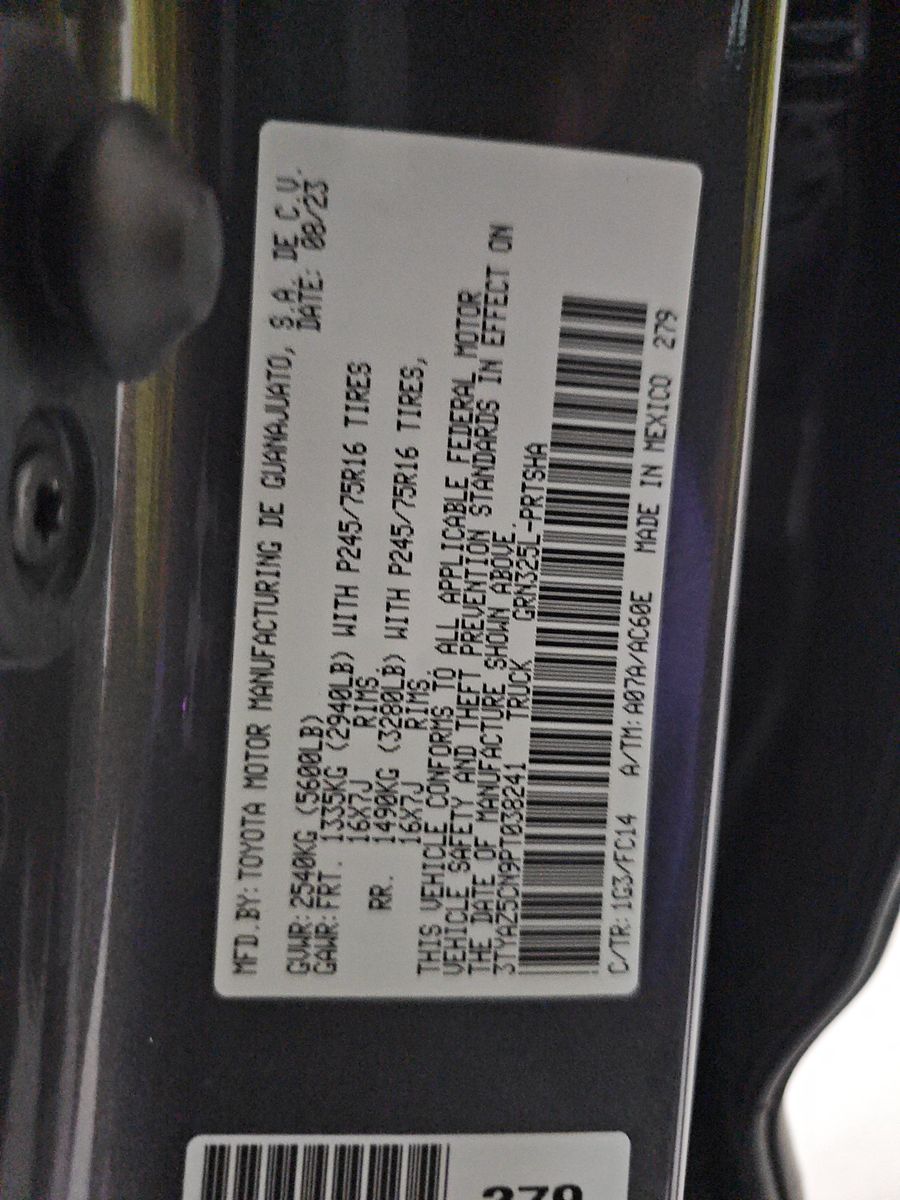 MFD.BY:TOYOTA MOTOR MANUFACTURING DE GUANAJUATO, S.A. DE C.V.
DATE: 08/23
GVWR:2540KG (5600LB)
GAWR:FRT. 1335KG (2940LB) WITH P245/75R16 TIRES
16X7J RIMS
RR. 1490KG (3280LB) WITH P245/75R16 TIRES,
16X7J RIMS.
THIS VEHICLE CONFORMS TO ALL APPLICABLE FEDERAL MOTOR
VEHICLE SAFETY AND THEFT PREVENTION STANDARDS IN EFFECT ON
THE DATE OF MANUFACTURE SHOWN ABOVE.
3TYAZ5CN9PT038241 TRUCK GRN325L-PRTSHA
C/TR:1G3/FC14 A/TM:A07A/AC60E MADE IN MEXICO 279
279